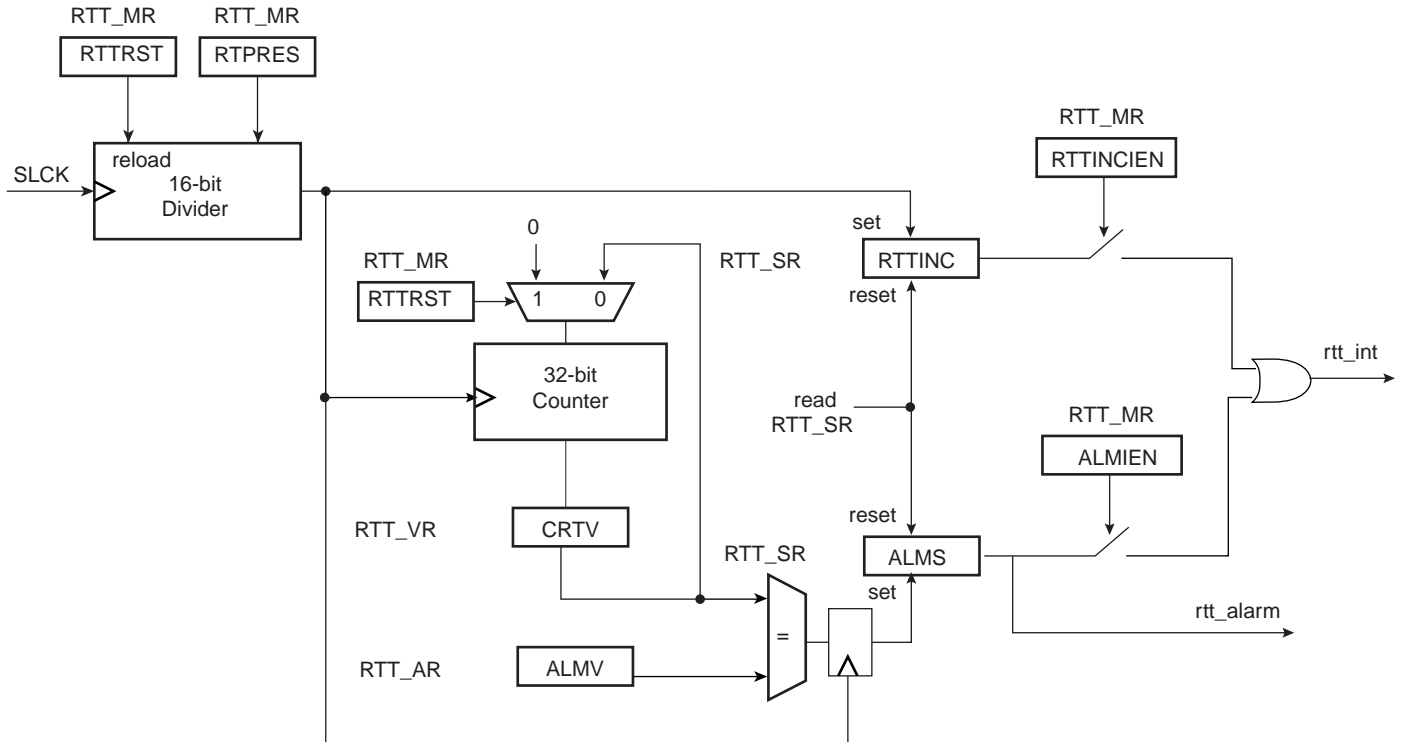 RTT_MR
RTT_MR
RTTRST
RTPRES
reload
16-bit
Divider
SLCK
RTT_MR
RTTINCIEN
0
set
RTT_MR
RTTRST
1
0
RTT_SR
RTTINC
reset
32-bit
Counter
rtt_int
read
RTT_SR
RTT_MR
ALMIEN
reset
RTT_VR
CRTV
RTT_SR
ALMS
set
rtt_alarm
=
RTT_AR
ALMV